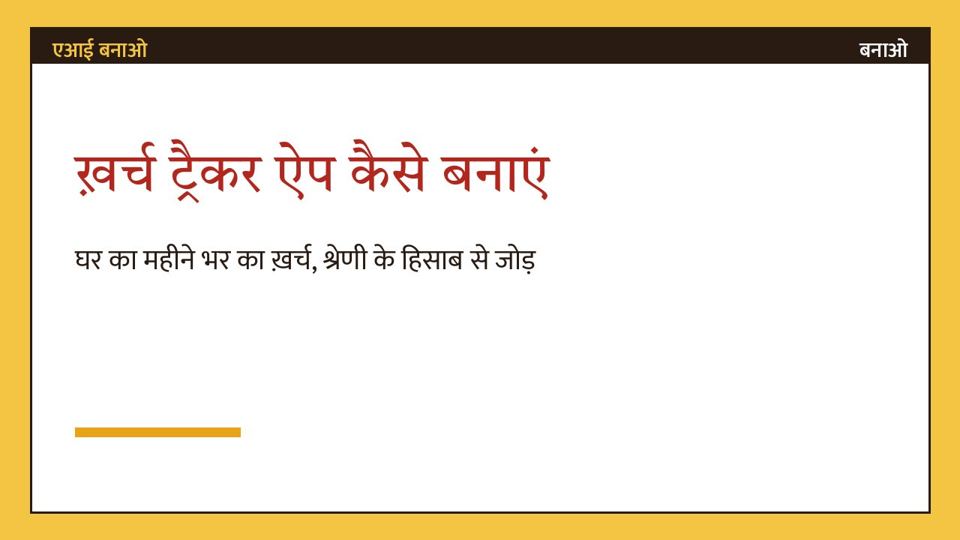 एआई बनाओ
बनाओ
ख़र्च ट्रैकर ऐप कैसे बनाएं
घर का महीने भर का ख़र्च, श्रेणी के हिसाब से जोड़